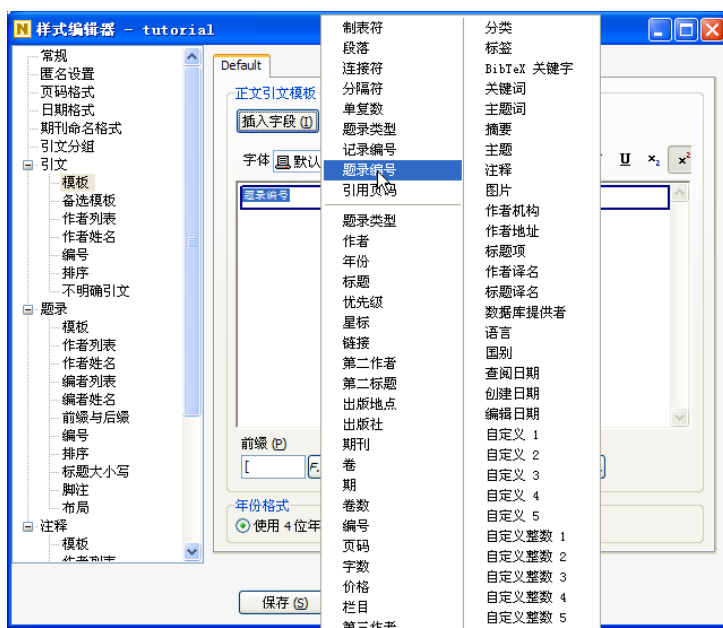 样式编辑器 - tutorial
常规
匿名设置
页码格式
日期格式
期刊命名格式
引文分组
引文
模板
备选模板
作者列表
作者姓名
编号
排序
不明确引文
题录
模板
作者列表
作者姓名
编者列表
编者姓名
前缀与后缀
编号
排序
标题大小写
脚注
布局
注释
模板
作者列表
Default
正文引文模板
插入字段 (I)
字体 默认
U x₂ x²
题录编号
前缀 (P)
[ F.
年份格式
使用 4 位年
保存 (S)
制表符
段落
连接符
分隔符
单复数
题录类型
记录编号
题录编号
引用页码
题录类型
作者
年份
标题
优先级
星标
链接
第二作者
第二标题
出版地点
出版社
期刊
卷
期
卷数
编号
页码
字数
价格
栏目
第三作者
分类
标签
BibTeX 关键字
关键词
主题词
摘要
主题
注释
图片
作者机构
作者地址
标题项
作者译名
标题译名
数据库提供者
语言
国别
查阅日期
创建日期
编辑日期
自定义 1
自定义 2
自定义 3
自定义 4
自定义 5
自定义整数 1
自定义整数 2
自定义整数 3
自定义整数 4
自定义整数 5